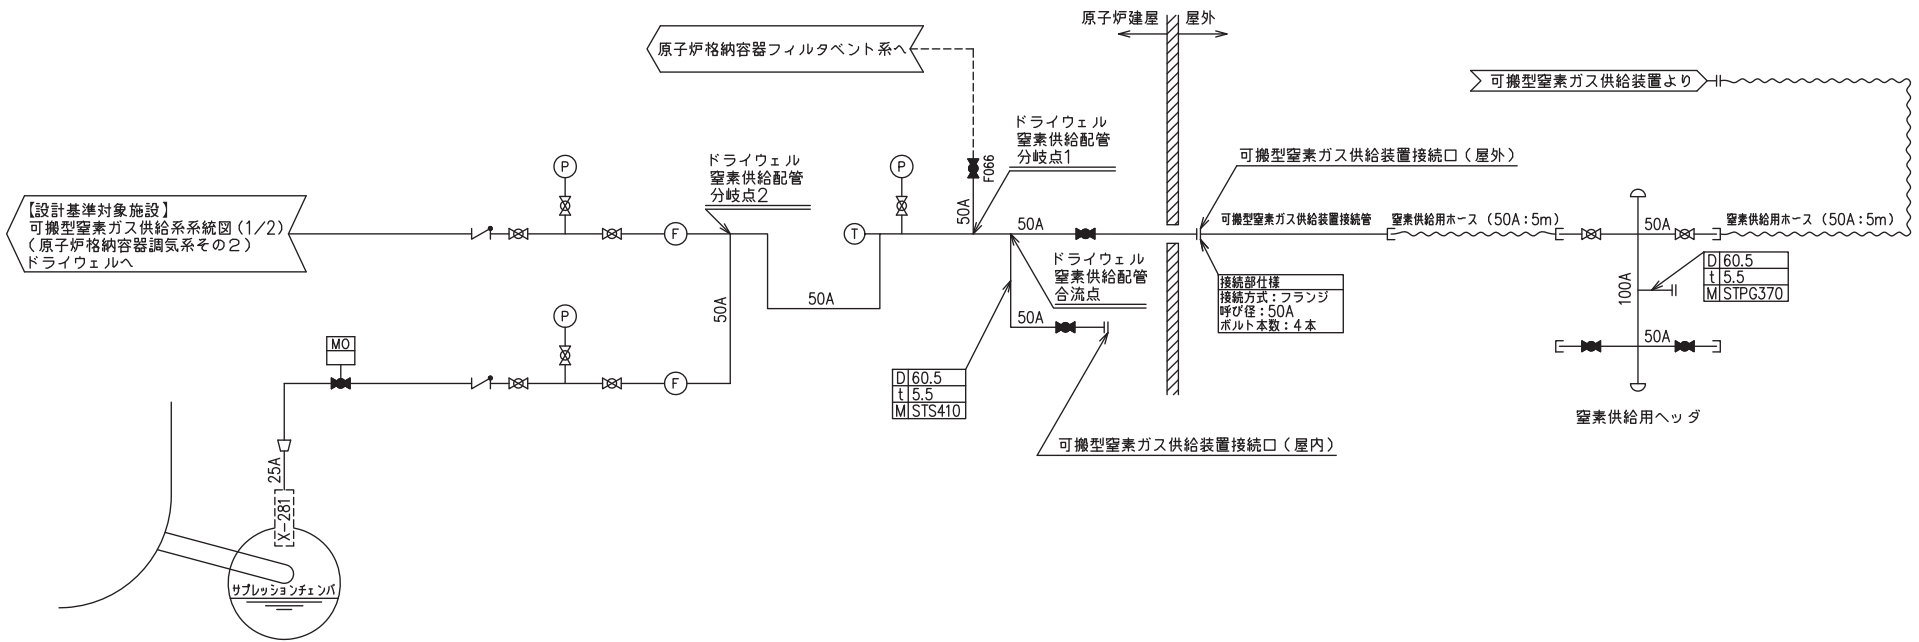 原子炉建屋
屋外
原子炉格納容器フィルタベント系へ
可搬型窒素ガス供給装置より
ドライウェル
窒素供給配管
分岐点1
F066
50A
ドライウェル
窒素供給配管
分岐点2
P
P
可搬型窒素ガス供給装置接続口（屋外）
【設計基準対象施設】
可搬型窒素ガス供給系系統図（1/2）
（原子炉格納容器調気系その2）
ドライウェルへ
F
T
50A
可搬型窒素ガス供給装置接続管
窒素供給用ホース（50A：5m）
50A
窒素供給用ホース（50A：5m）
ドライウェル
窒素供給配管
合流点
D 60.5
t 5.5
M STPG370
接続部仕様
接続方式：フランジ
呼び径：50A
ボルト本数：4本
100A
50A
50A
50A
50A
P
MO
F
D 60.5
t 5.5
M STS410
窒素供給用ヘッダ
可搬型窒素ガス供給装置接続口（屋内）
25A
X-281
サプレッションチェンバ